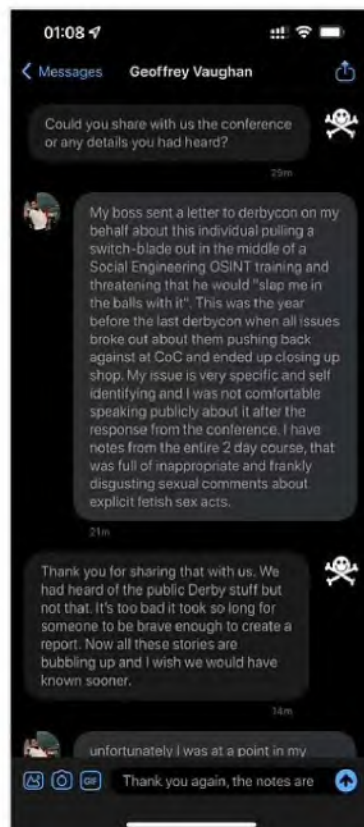 01:08
Messages
Geoffrey Vaughan
Could you share with us the conference
or any details you had heard?
29m
My boss sent a letter to derbycon on my
behalf about this individual pulling a
switch-blade out in the middle of a
Social Engineering OSINT training and
threatening that he would "slap me in
the balls with it". This was the year
before the last derbycon when all issues
broke out about them pushing back
against at CoC and ended up closing up
shop. My issue is very specific and self
identifying and I was not comfortable
speaking publicly about it after the
response from the conference. I have
notes from the entire 2 day course, that
was full of inappropriate and frankly
disgusting sexual comments about
explicit fetish sex acts.
21m
Thank you for sharing that with us. We
had heard of the public Derby stuff but
not that. It's too bad it took so long for
someone to be brave enough to create a
report. Now all these stories are
bubbling up and I wish we would have
known sooner.
14m
unfortunately I was at a point in my
GIF
Thank you again, the notes are